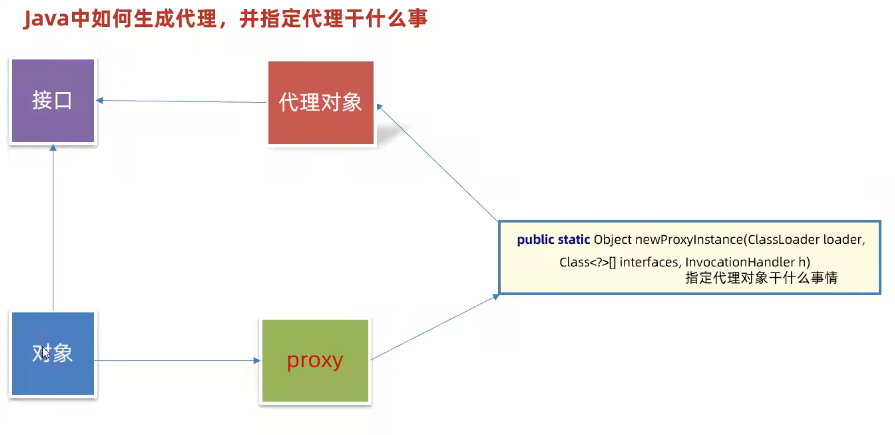 Java中如何生成代理，并指定代理干什么事
接口
代理对象
public static Object newProxyInstance(ClassLoader loader,
Class<?>[] interfaces, InvocationHandler h)
指定代理对象干什么事情
对象
proxy